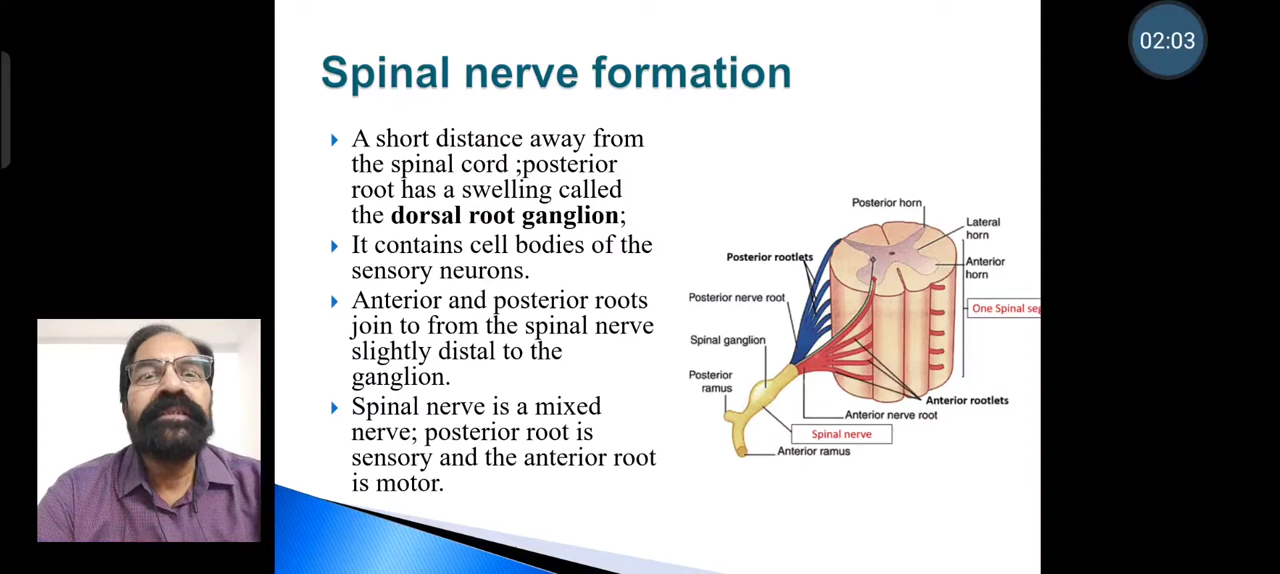 02:03
Spinal nerve formation
A short distance away from
the spinal cord ;posterior
root has a swelling called
the dorsal root ganglion;
It contains cell bodies of the
sensory neurons.
Anterior and posterior roots
join to from the spinal nerve
slightly distal to the
ganglion.
Spinal nerve is a mixed
nerve; posterior root is
sensory and the anterior root
is motor.
Posterior horn
Lateral
horn
Posterior rootlets
Anterior
horn
Posterior nerve root
One Spinal seg
Spinal ganglion
Posterior
ramus
Anterior rootlets
Anterior nerve root
Spinal nerve
Anterior ramus